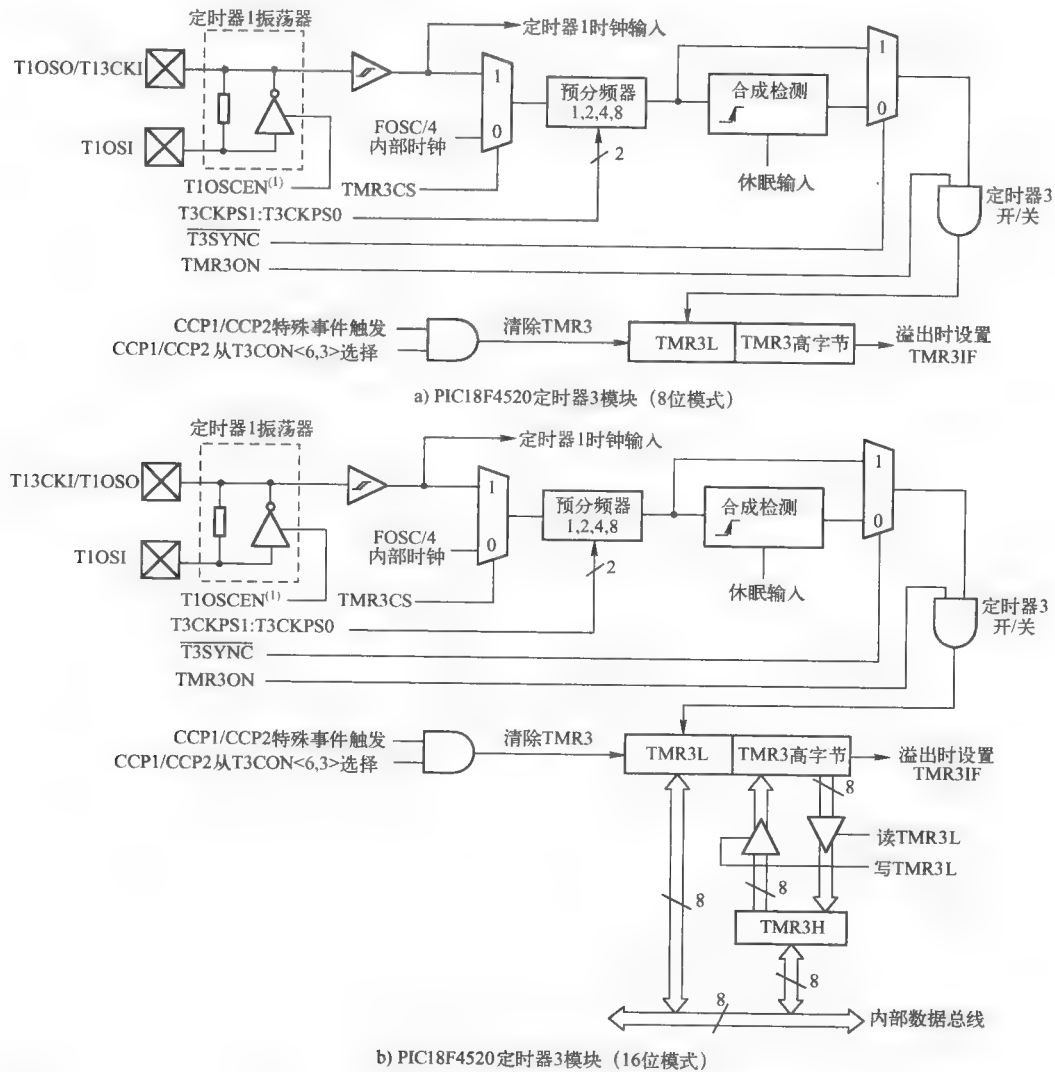 定时器1振荡器
定时器1时钟输入
T1OSO/T13CKI
1
预分频器
1,2,4,8
合成检测
1
0
FOSC/4
内部时钟
0
T1OSI
2
休眠输入
T1OSCEN(1)
TMR3CS
定时器3
开/关
T3CKPS1:T3CKPS0
T3SYNC
TMR3ON
CCP1/CCP2特殊事件触发
清除TMR3
CCP1/CCP2 从T3CON<6,3>选择
TMR3L
TMR3高字节
溢出时设置
TMR3IF
a) PIC18F4520定时器3模块（8位模式）
定时器1振荡器
定时器1时钟输入
T13CKI/T1OSO
1
预分频器
1,2,4,8
合成检测
1
0
FOSC/4
内部时钟
0
T1OSI
2
休眠输入
T1OSCEN(1)
TMR3CS
定时器3
开/关
T3CKPS1:T3CKPS0
T3SYNC
TMR3ON
CCP1/CCP2特殊事件触发
清除TMR3
CCP1/CCP2从T3CON<6,3>选择
TMR3L
TMR3高字节
溢出时设置
TMR3IF
8
读TMR3L
写TMR3L
8
8
TMR3H
8
8
内部数据总线
b) PIC18F4520定时器3模块（16位模式）